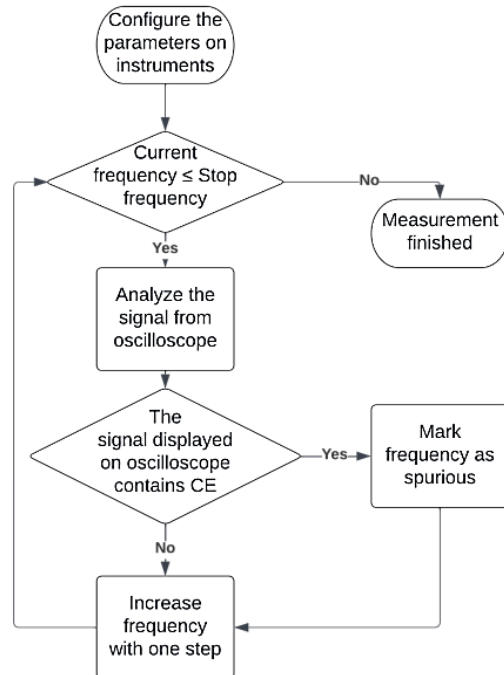 Configure the
parameters on
instruments
Current
frequency ≤ Stop
frequency
No
Measurement
finished
Yes
Analyze the
signal from
oscilloscope
The
signal displayed
on oscilloscope
contains CE
Yes
Mark
frequency as
spurious
No
Increase
frequency
with one step